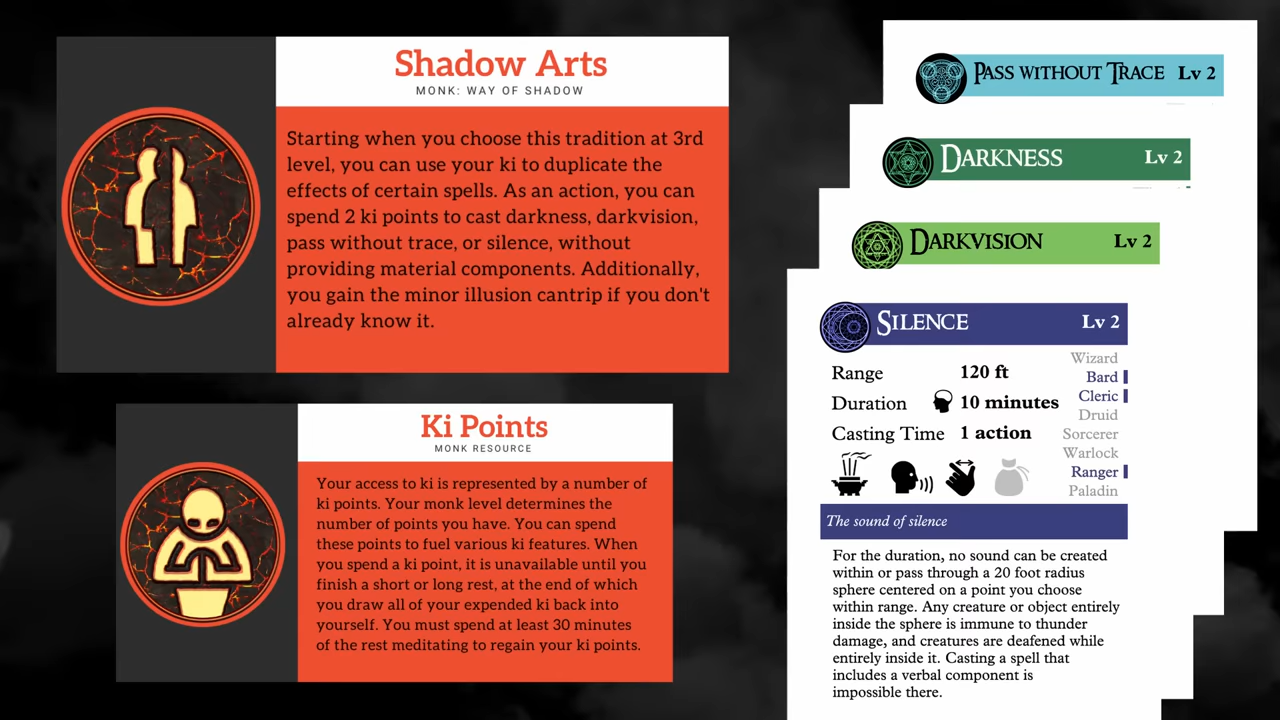 Shadow Arts
MONK: WAY OF SHADOW
Starting when you choose this tradition at 3rd
level, you can use your ki to duplicate the
effects of certain spells. As an action, you can
spend 2 ki points to cast darkness, darkvision,
pass without trace, or silence, without
providing material components. Additionally,
you gain the minor illusion cantrip if you don't
already know it.
Ki Points
MONK RESOURCE
Your access to ki is represented by a number of
ki points. Your monk level determines the
number of points you have. You can spend
these points to fuel various ki features. When
you spend a ki point, it is unavailable until you
finish a short or long rest, at the end of which
you draw all of your expended ki back into
yourself. You must spend at least 30 minutes
of the rest meditating to regain your ki points.
PASS WITHOUT TRACE Lv 2
DARKNESS Lv 2
DARKVISION Lv 2
SILENCE Lv 2
Range 120 ft
Duration 10 minutes
Casting Time 1 action
Wizard
Bard
Cleric
Druid
Sorcerer
Warlock
Ranger
Paladin
The sound of silence
For the duration, no sound can be created
within or pass through a 20 foot radius
sphere centered on a point you choose
within range. Any creature or object entirely
inside the sphere is immune to thunder
damage, and creatures are deafened while
entirely inside it. Casting a spell that
includes a verbal component is
impossible there.